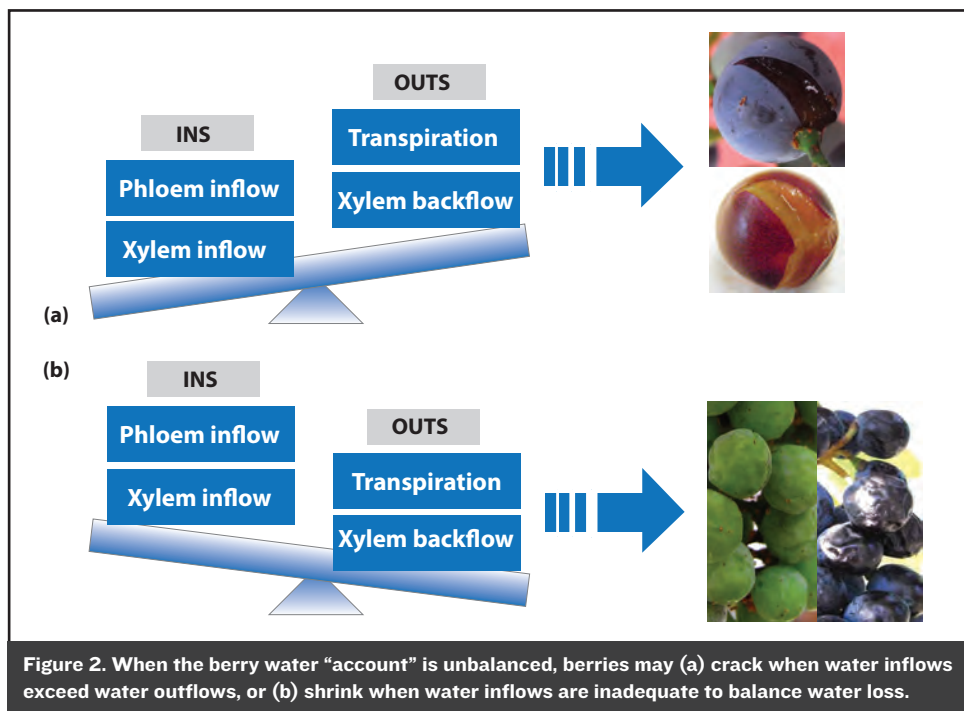 OUTS
INS
Transpiration
Phloem inflow
Xylem backflow
Xylem inflow
(a)
(b)
INS
OUTS
Phloem inflow
Transpiration
Xylem inflow
Xylem backflow
Figure 2. When the berry water “account” is unbalanced, berries may (a) crack when water inflows
exceed water outflows, or (b) shrink when water inflows are inadequate to balance water loss.